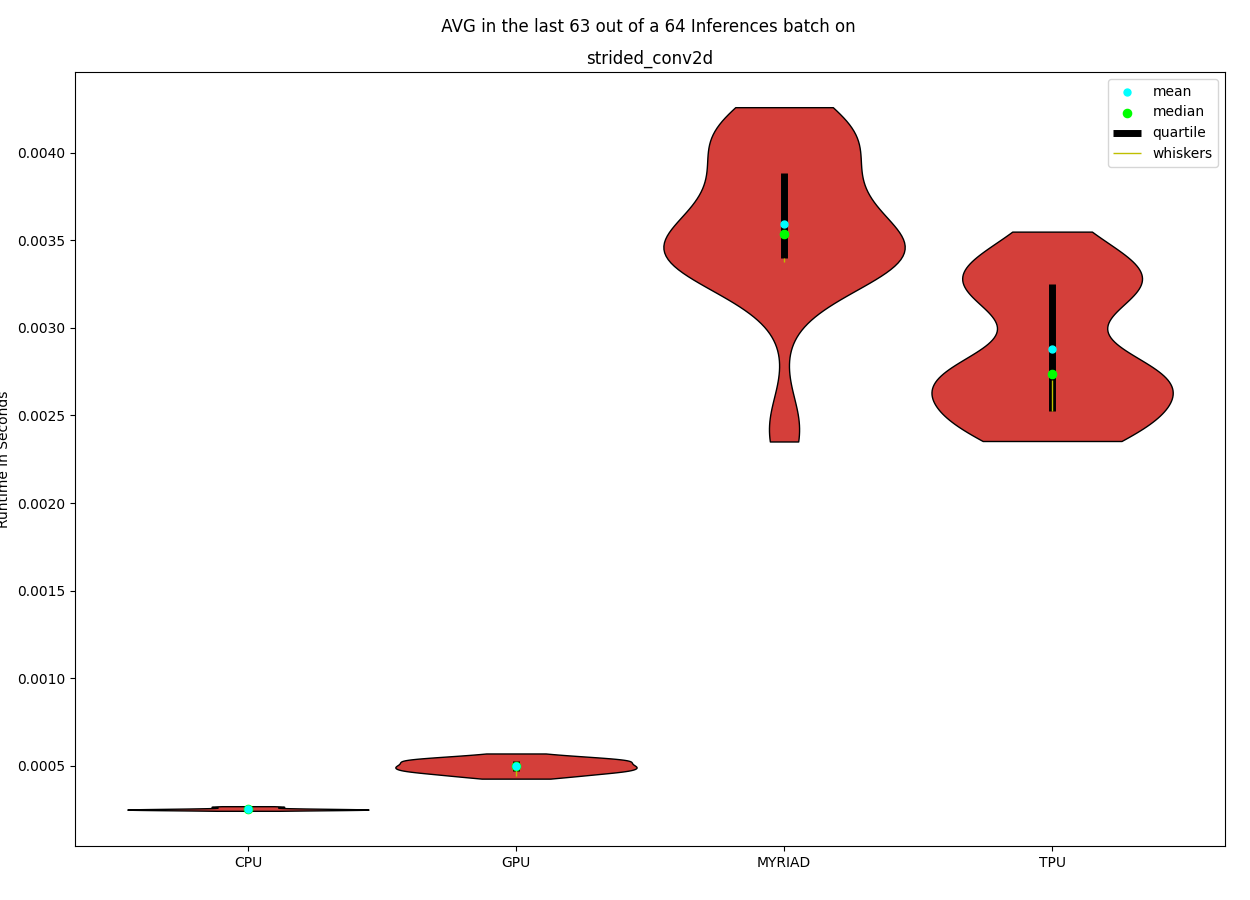 AVG in the last 63 out of a 64 Inferences batch on
strided_conv2d
mean
median
quartile
whiskers
0.0040
0.0035
0.0030
0.0025
0.0020
0.0015
0.0010
0.0005
Runtime in Seconds
CPU
GPU
MYRIAD
TPU